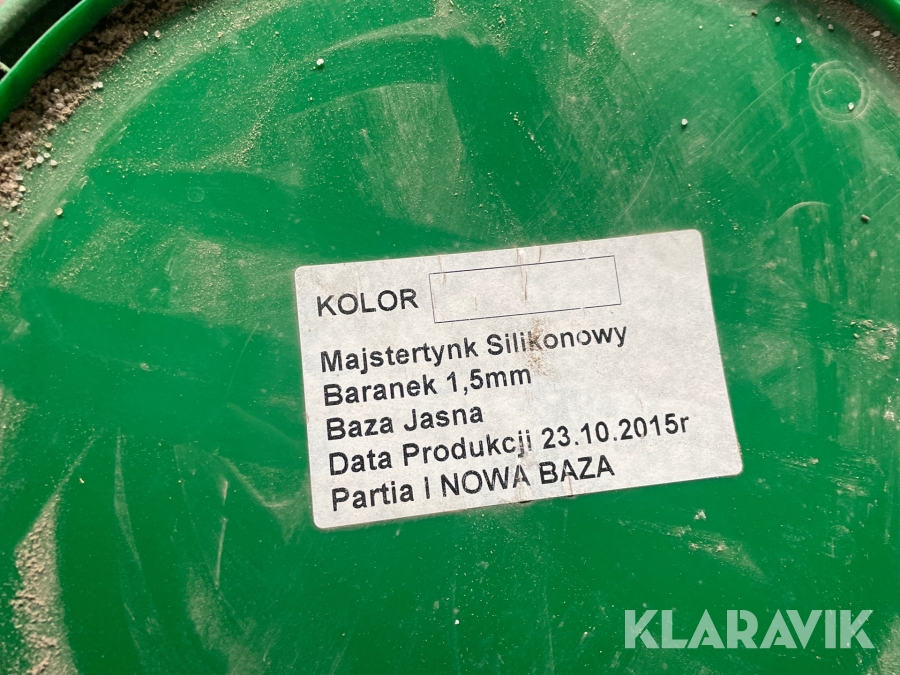 KOLOR
Majstertynk Silikonowy
Baranek 1,5mm
Baza Jasna
Data Produkcji 23.10.2015r
Partia I NOWA BAZA
KLARAVIK